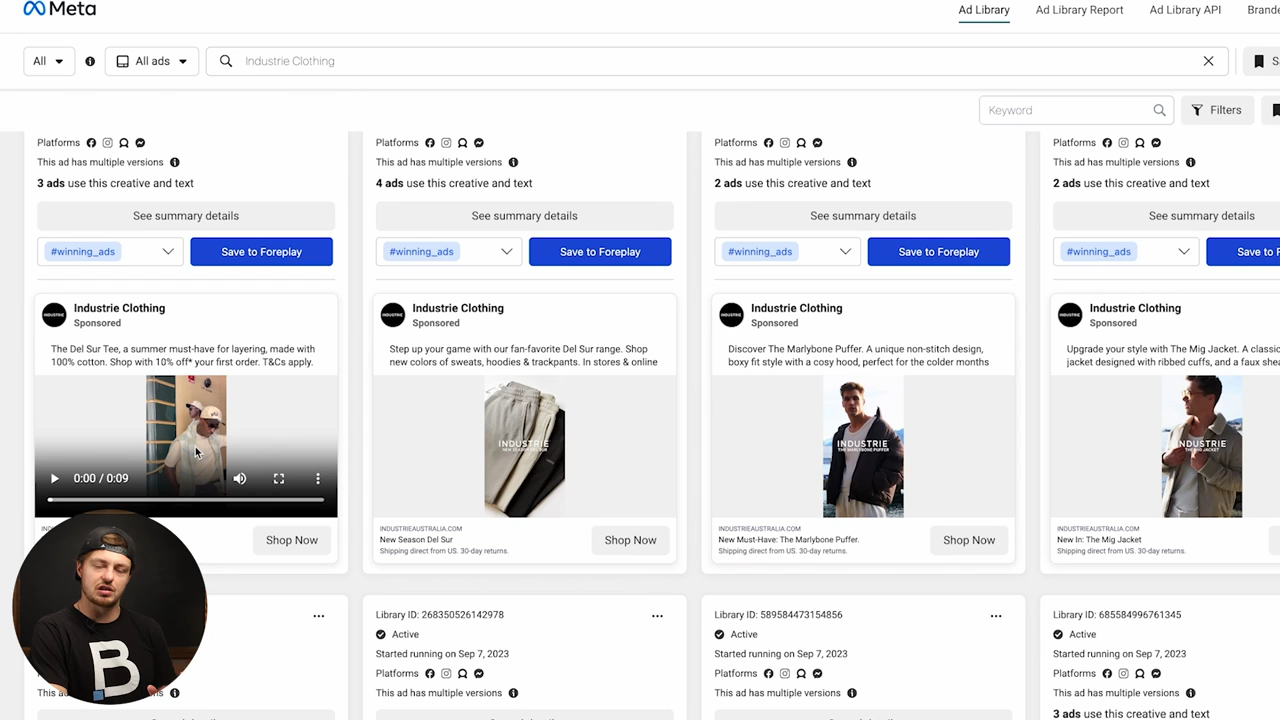 Meta
Ad Library
Ad Library Report
Ad Library API
Brande
All
All ads
Industrie Clothing
S
Keyword
Filters
Platforms
This ad has multiple versions
3 ads use this creative and text
See summary details
#winning_ads
Save to Foreplay
Platforms
This ad has multiple versions
4 ads use this creative and text
See summary details
#winning_ads
Save to Foreplay
Platforms
This ad has multiple versions
2 ads use this creative and text
See summary details
#winning_ads
Save to Foreplay
Platforms
This ad has multiple versions
2 ads use this creative and text
See summary details
#winning_ads
Save to F
Industrie Clothing
Sponsored
The Del Sur Tee, a summer must-have for layering, made with
100% cotton. Shop with 10% off* your first order. T&Cs apply.
0:00 / 0:09
Shop Now
Industrie Clothing
Sponsored
Step up your game with our fan-favorite Del Sur range. Shop
new colors of sweats, hoodies & trackpants. In stores & online
INDUSTRIE
NEW SEASON DEL SUR
INDUSTRIEAUSTRALIA.COM
New Season Del Sur
Shipping direct from US. 30-day returns.
Shop Now
Industrie Clothing
Sponsored
Discover The Marlybone Puffer. A unique non-stitch design,
boxy fit style with a cosy hood, perfect for the colder months
INDUSTRIE
THE MARLYBONE PUFFER
INDUSTRIEAUSTRALIA.COM
New Must-Have: The Marlybone Puffer.
Shipping direct from US. 30-day returns.
Shop Now
Industrie Clothing
Sponsored
Upgrade your style with The Mig Jacket. A classic
jacket designed with ribbed cuffs, and a faux shea
INDUSTRIE
THE MIG JACKET
INDUSTRIEAUSTRALIA.COM
New In: The Mig Jacket
Shipping direct from US. 30-day returns.
Library ID: 268350526142978
Active
Started running on Sep 7, 2023
Platforms
This ad has multiple versions
Library ID: 589584473154856
Active
Started running on Sep 7, 2023
Platforms
This ad has multiple versions
Library ID: 685584996761345
Active
Started running on Sep 7, 2023
Platforms
This ad has multiple versions
3 ads use this creative and text
B